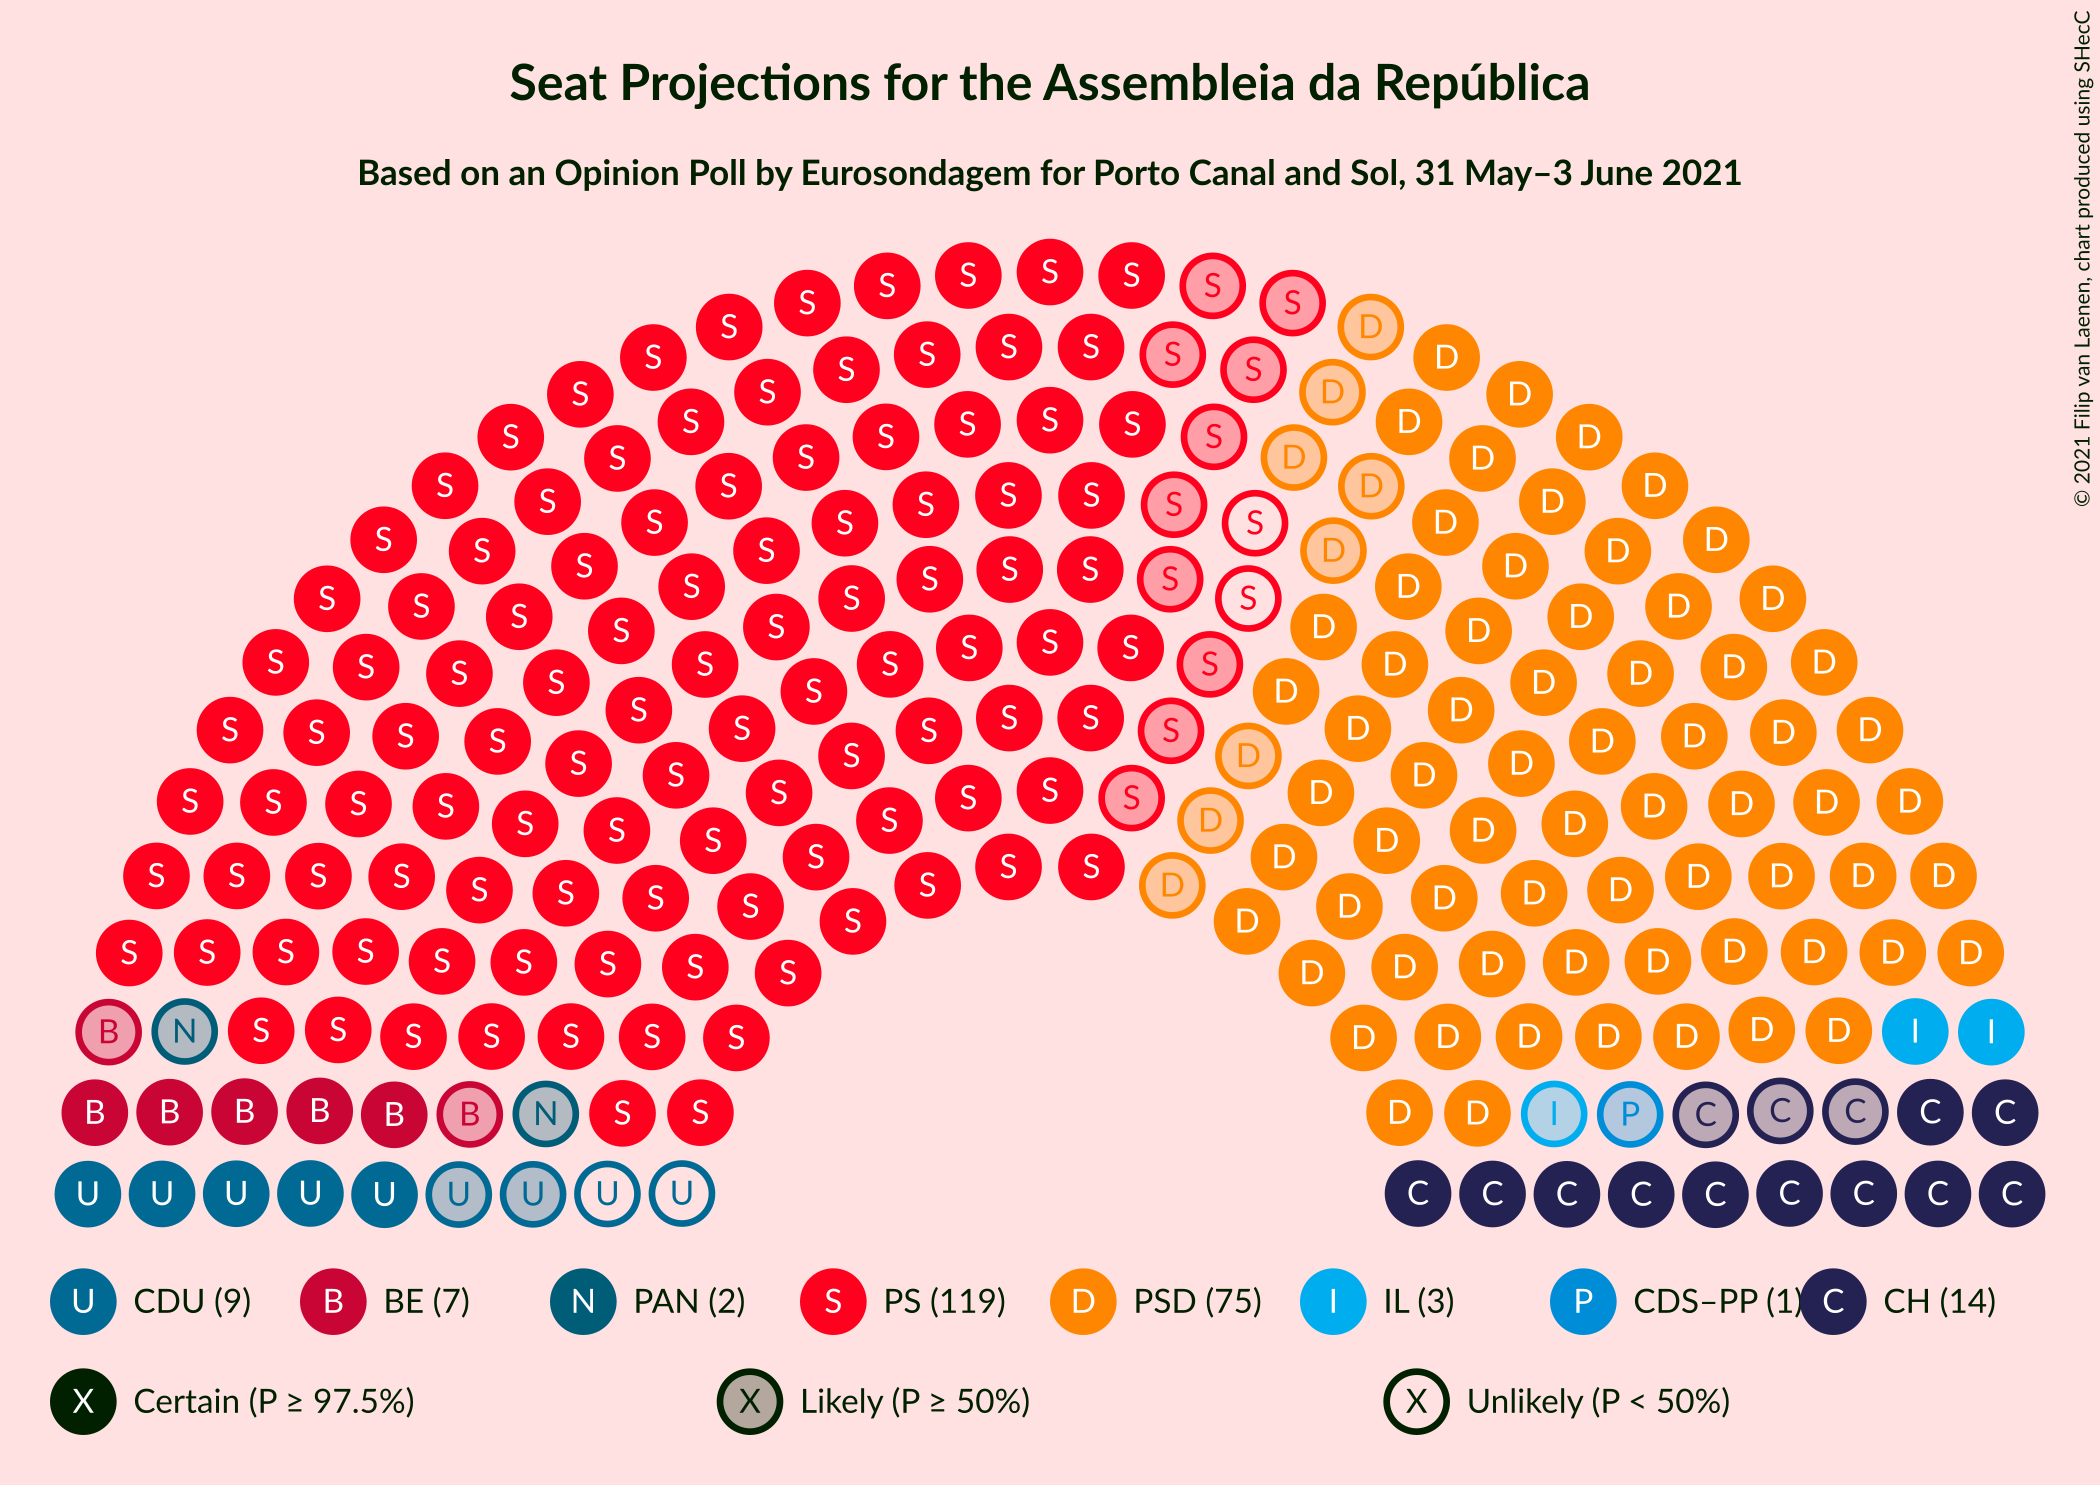 Seat Projections for the Assembleia da República
Based on an Opinion Poll by Eurosondagem for Porto Canal and Sol, 31 May–3 June 2021
© 2021 Filip van Laenen, chart produced using SHecC
S S S S S S S S D
S S S S S S D D
S S S S S S D D
S S S S S S D D D
S S S S S S D D
S S S S S S S D D D
S S S S S S S D D D
S S S S S S S D D D D
S S S S S S S S D D D D
S S S S S S S S D D D D
S S S S S S S S D D D D D
S S S S S S S S D D D D D
S S S S S S S S D D D D D D
S S S S S S S S S D D D D D D
S S S S S S S S S S S D D D D D D D D
S S S S S S S S S D D D D D D D D D
B N S S S S S S S D D D D D D D I I
B B B B B B N S S D D I P C C C C C
U U U U U U U U U C C C C C C C C C
U CDU (9) B BE (7) N PAN (2) S PS (119) D PSD (75) I IL (3) P CDS–PP (1) C CH (14)
X Certain (P ≥ 97.5%) X Likely (P ≥ 50%) X Unlikely (P < 50%)